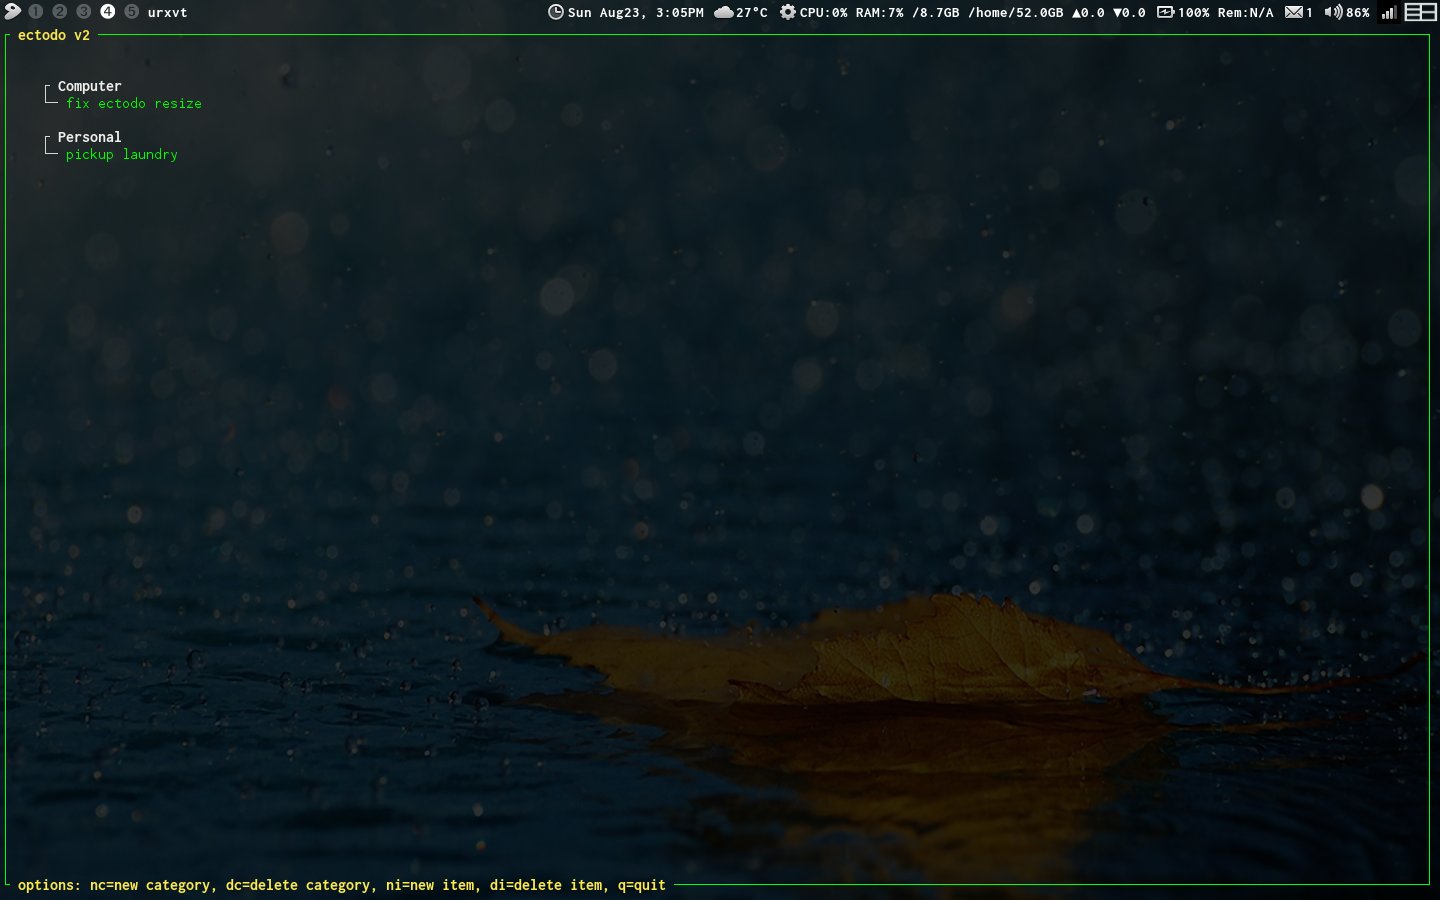 1 2 3 4 5 urxvt Sun Aug23, 3:05PM 27°C CPU:0% RAM:7% /8.7GB /home/52.0GB ▲0.0 ▼0.0 100% Rem:N/A 1 86%
ectodo v2
Computer
fix ectodo resize
Personal
pickup laundry
options: nc=new category, dc=delete category, ni=new item, di=delete item, q=quit